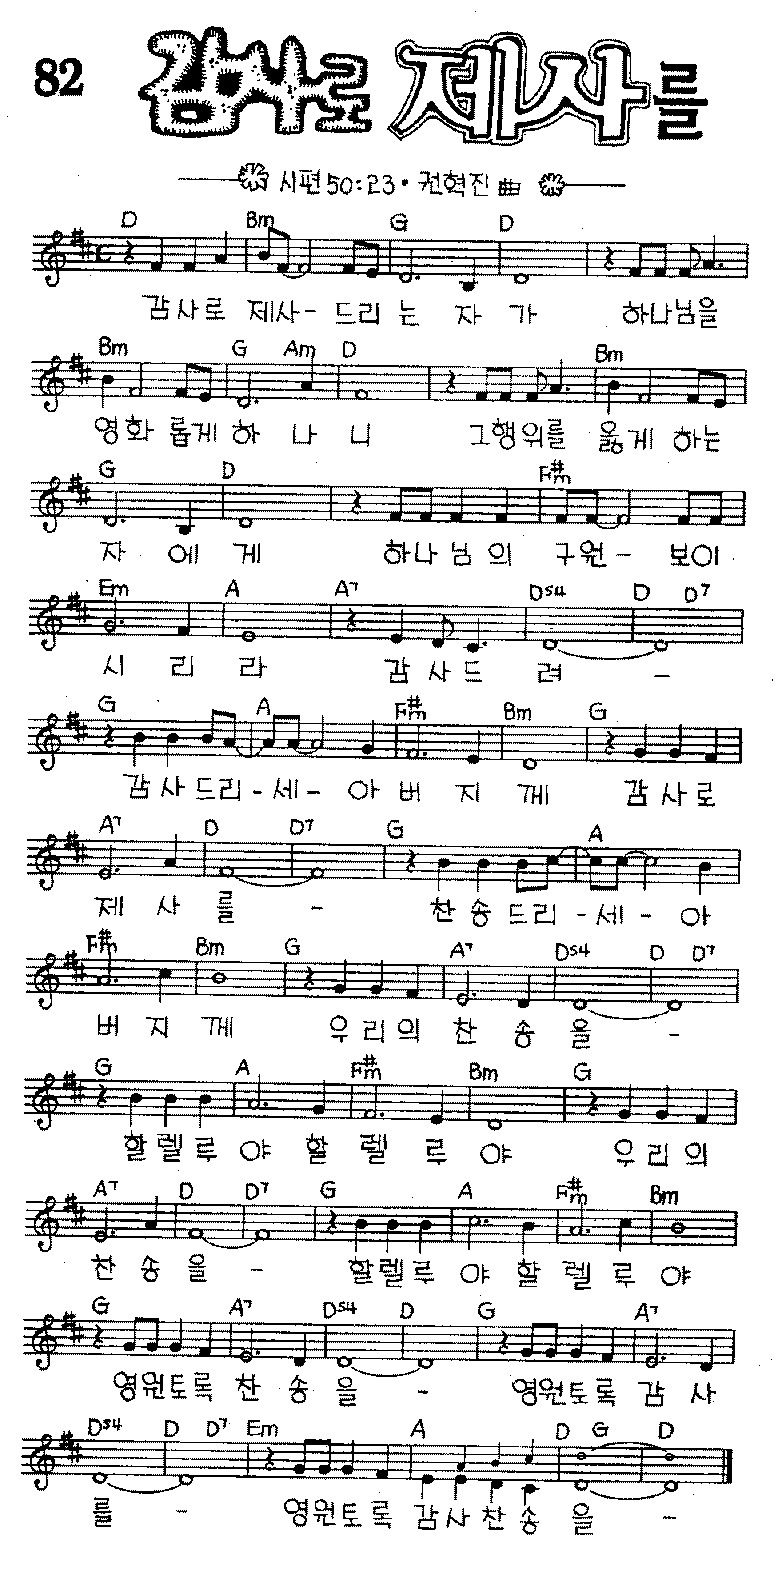 82 감사로 제사를
시편 50:23 · 권혁진 曲
D Bm G D
감사로 제사- 드리는 자 가 하나님을
Bm G Am D Bm
영화 롭게 하 나 니 그행위를 옳게 하는
G D F#m
자 에 게 하나님의 구원- 보이
Em A A7 Ds4 D D7
시 리 라 감사드 려 -
G A F#m Bm G
감사드리-세- 아 버 지 께 감사로
A7 D D7 G A
제 사 를 - 찬송드리-세- 아
F#m Bm G A7 Ds4 D D7
버 지 께 우리의 찬 송 을 -
G A F#m Bm G
할렐루 야 할 렐 루 야 우리의
A7 D D7 G A F#m Bm
찬 송 을 - 할렐루 야 할 렐 루 야
G A7 Ds4 D G A7
영원토록 찬 송 을 - 영원토록 감 사
Ds4 D D7 Em A D G D
를 - 영원토록 감사찬송 을 -